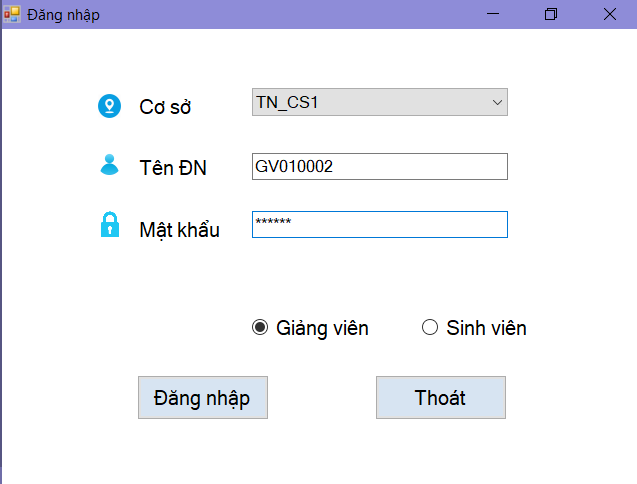 Đăng nhập
Cơ sở TN_CS1
Tên ĐN GV010002
Mật khẩu ******
Giảng viên Sinh viên
Đăng nhập Thoát